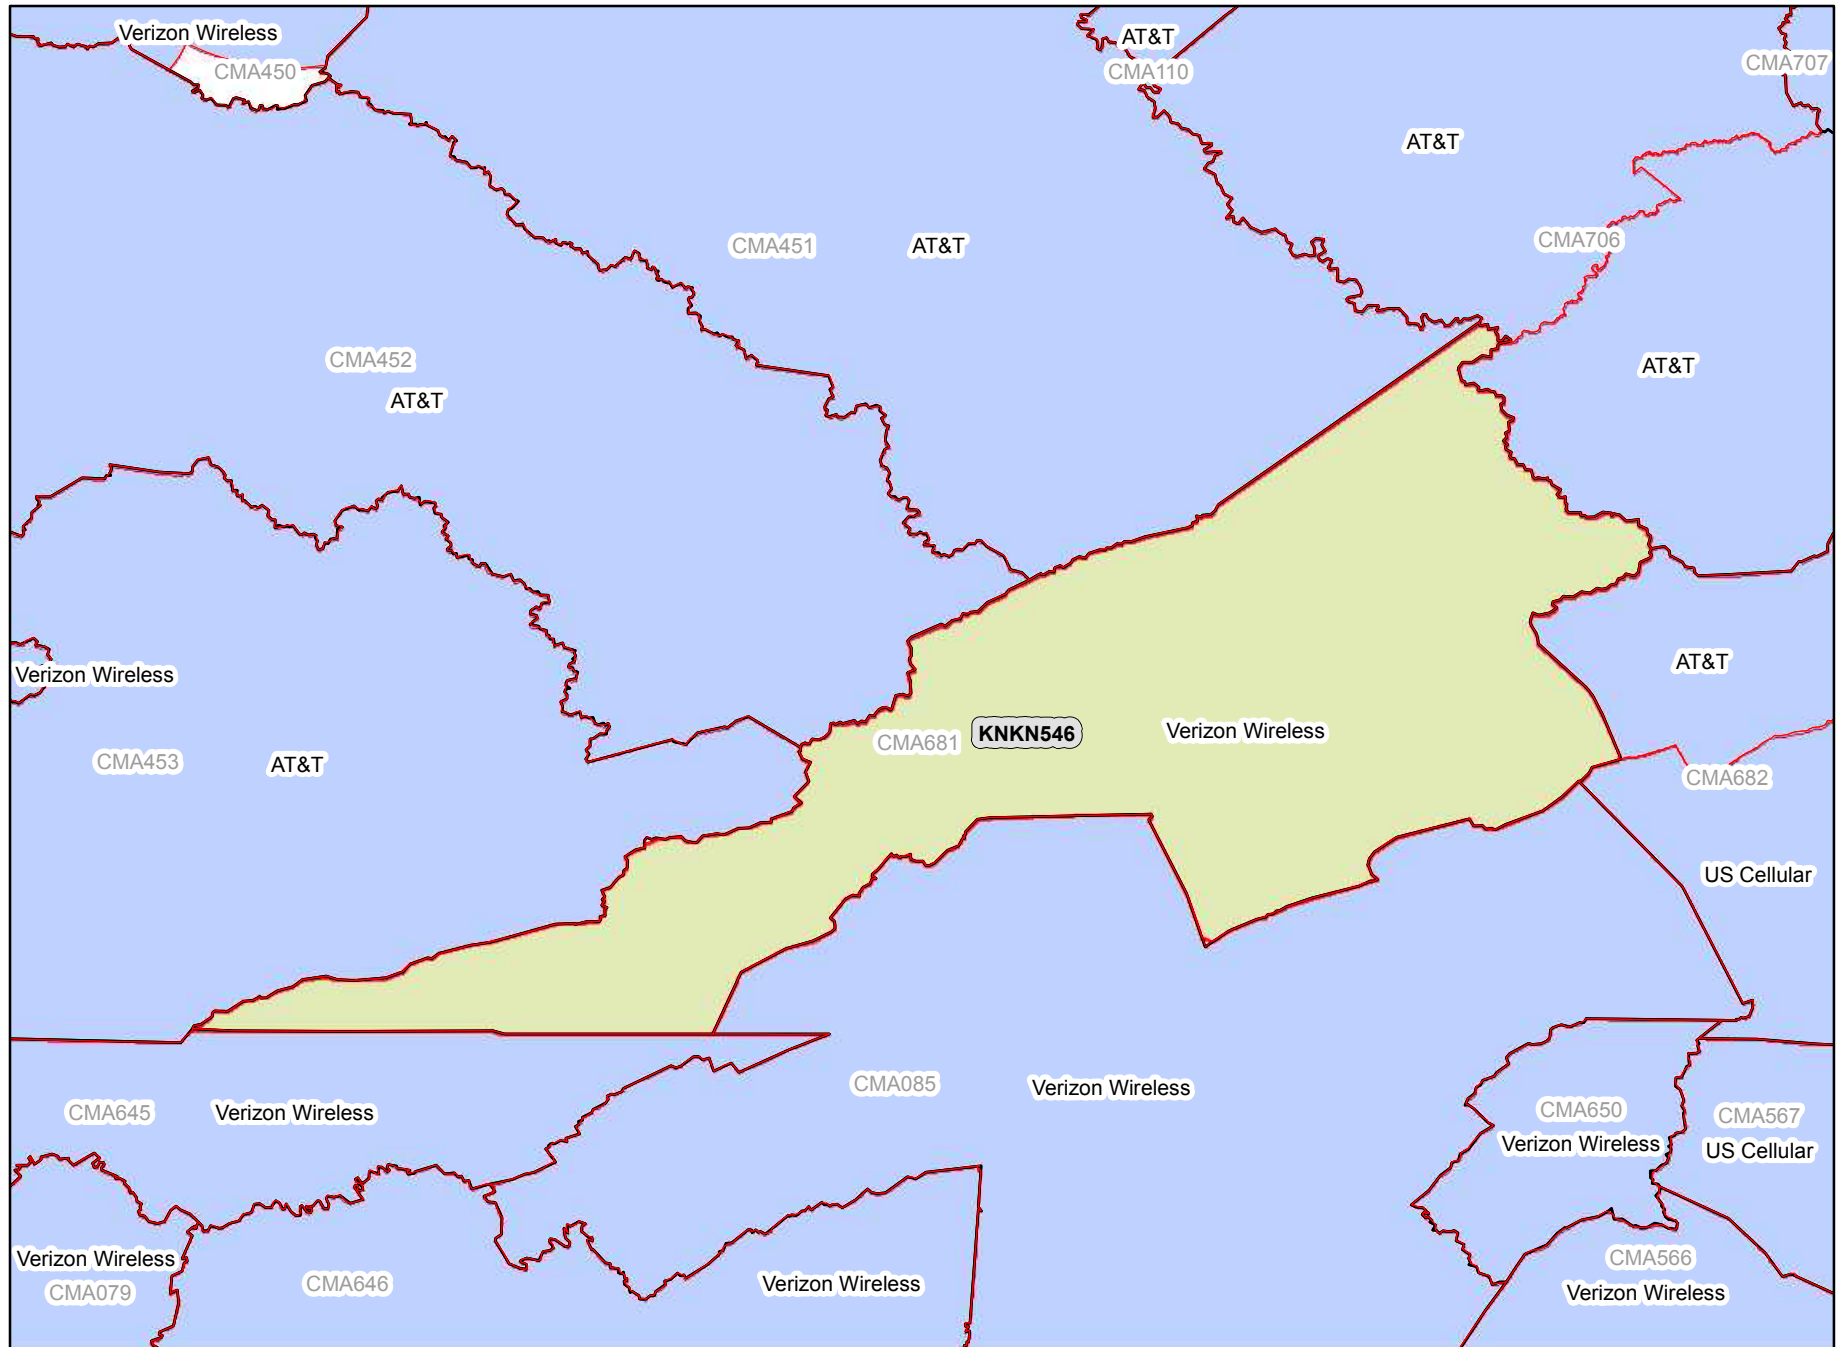 Verizon Wireless
CMA450
AT&T
CMA110
CMA707
AT&T
CMA706
CMA451
AT&T
CMA452
AT&T
AT&T
Verizon Wireless
AT&T
CMA453
AT&T
CMA681
KNKN546
Verizon Wireless
CMA682
US Cellular
CMA085
Verizon Wireless
CMA645
Verizon Wireless
CMA650
Verizon Wireless
CMA567
US Cellular
Verizon Wireless
CMA079
CMA646
Verizon Wireless
CMA566
Verizon Wireless